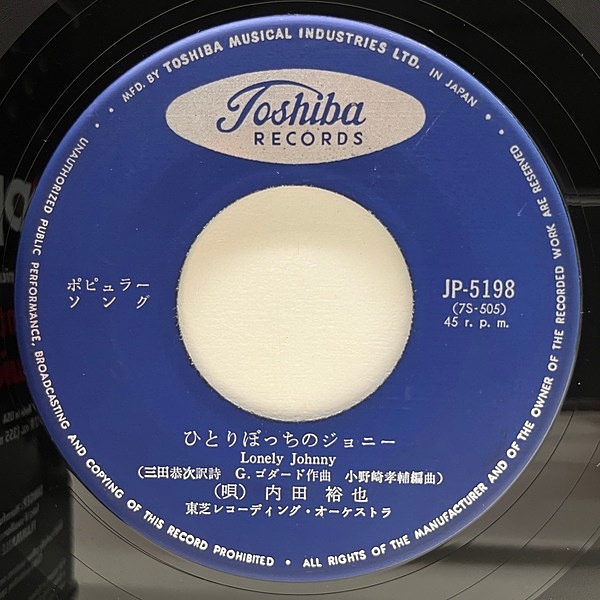 MFD. BY TOSHIBA MUSICAL INDUSTRIES LTD. IN JAPAN
Toshiba
RECORDS
ポピュラー
ソング
JP-5198
(7S-505)
45 r. p. m.
ひとりぼっちのジョニー
Lonely Johnny
(三田恭次訳詩 G.ゴダード作曲 小野崎孝輔編曲)
(唄) 内田裕也
東芝レコーディング・オーケストラ
UNAUTHORIZED PUBLIC PERFORMANCE, BROADCASTING AND COPYING OF THIS RECORD PROHIBITED • ALL RIGHTS OF THE MANUFACTURER AND OF THE OWNER OF THE RECORDED WORK ARE RESERVED